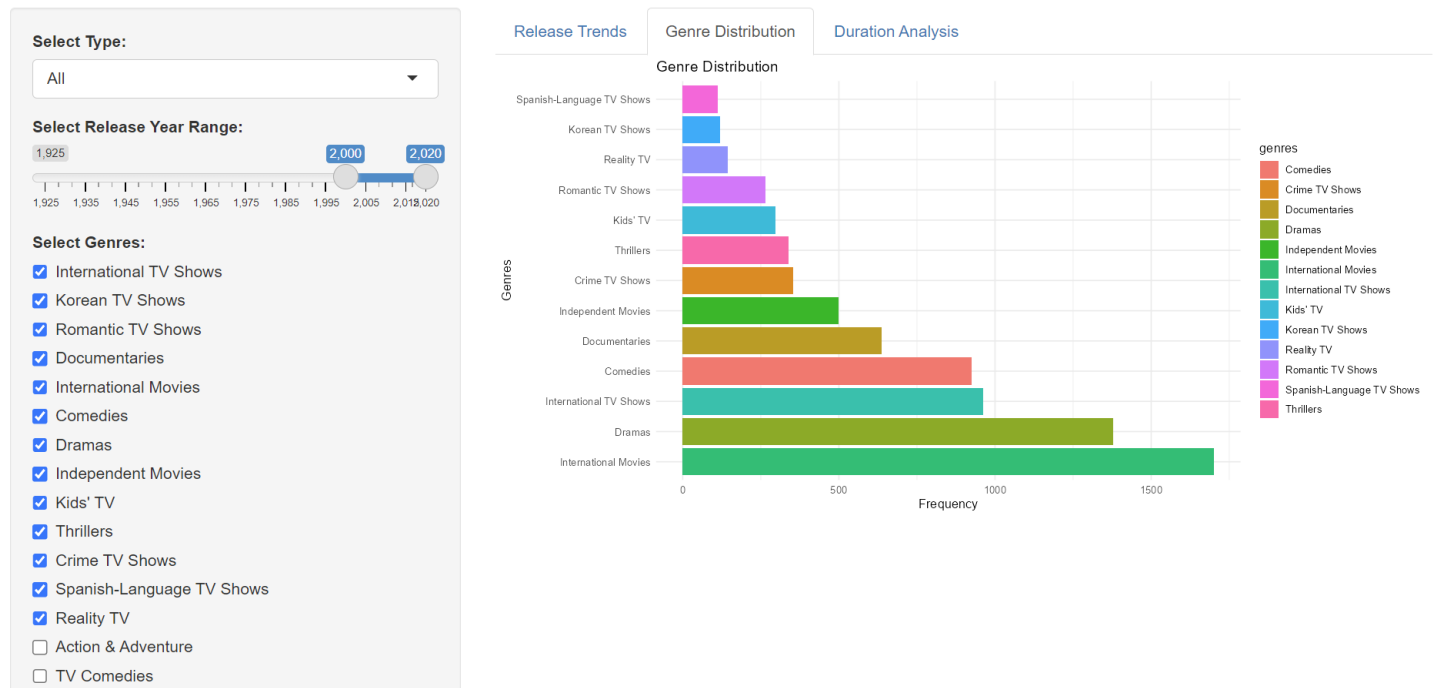 Select Type:
All
Select Release Year Range:
1,925
2,000
2,020
1,925 1,935 1,945 1,955 1,965 1,975 1,985 1,995 2,005 2,015 2,020
Select Genres:
International TV Shows
Korean TV Shows
Romantic TV Shows
Documentaries
International Movies
Comedies
Dramas
Independent Movies
Kids' TV
Thrillers
Crime TV Shows
Spanish-Language TV Shows
Reality TV
Action & Adventure
TV Comedies
Release Trends
Genre Distribution
Duration Analysis
Genre Distribution
Genres
Spanish-Language TV Shows
Korean TV Shows
Reality TV
Romantic TV Shows
Kids' TV
Thrillers
Crime TV Shows
Independent Movies
Documentaries
Comedies
International TV Shows
Dramas
International Movies
0 500 1000 1500
Frequency
genres
Comedies
Crime TV Shows
Documentaries
Dramas
Independent Movies
International Movies
International TV Shows
Kids' TV
Korean TV Shows
Reality TV
Romantic TV Shows
Spanish-Language TV Shows
Thrillers